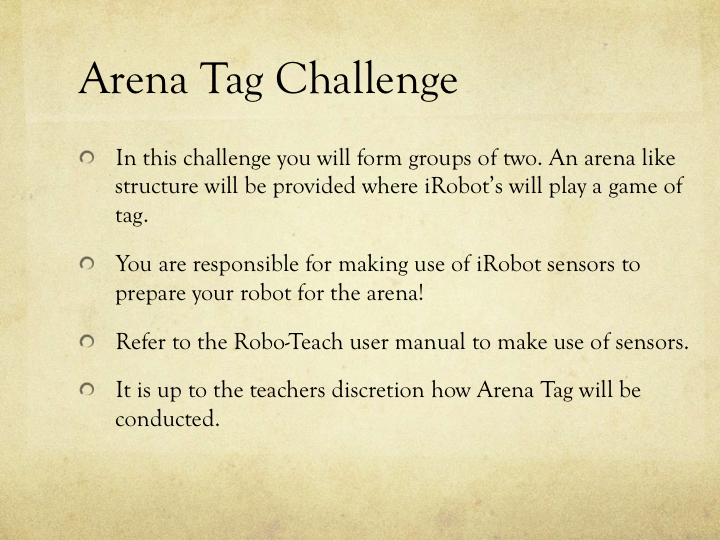 Arena Tag Challenge
In this challenge you will form groups of two. An arena like
structure will be provided where iRobot's will play a game of
tag.
You are responsible for making use of iRobot sensors to
prepare your robot for the arena!
Refer to the Robo-Teach user manual to make use of sensors.
It is up to the teachers discretion how Arena Tag will be
conducted.